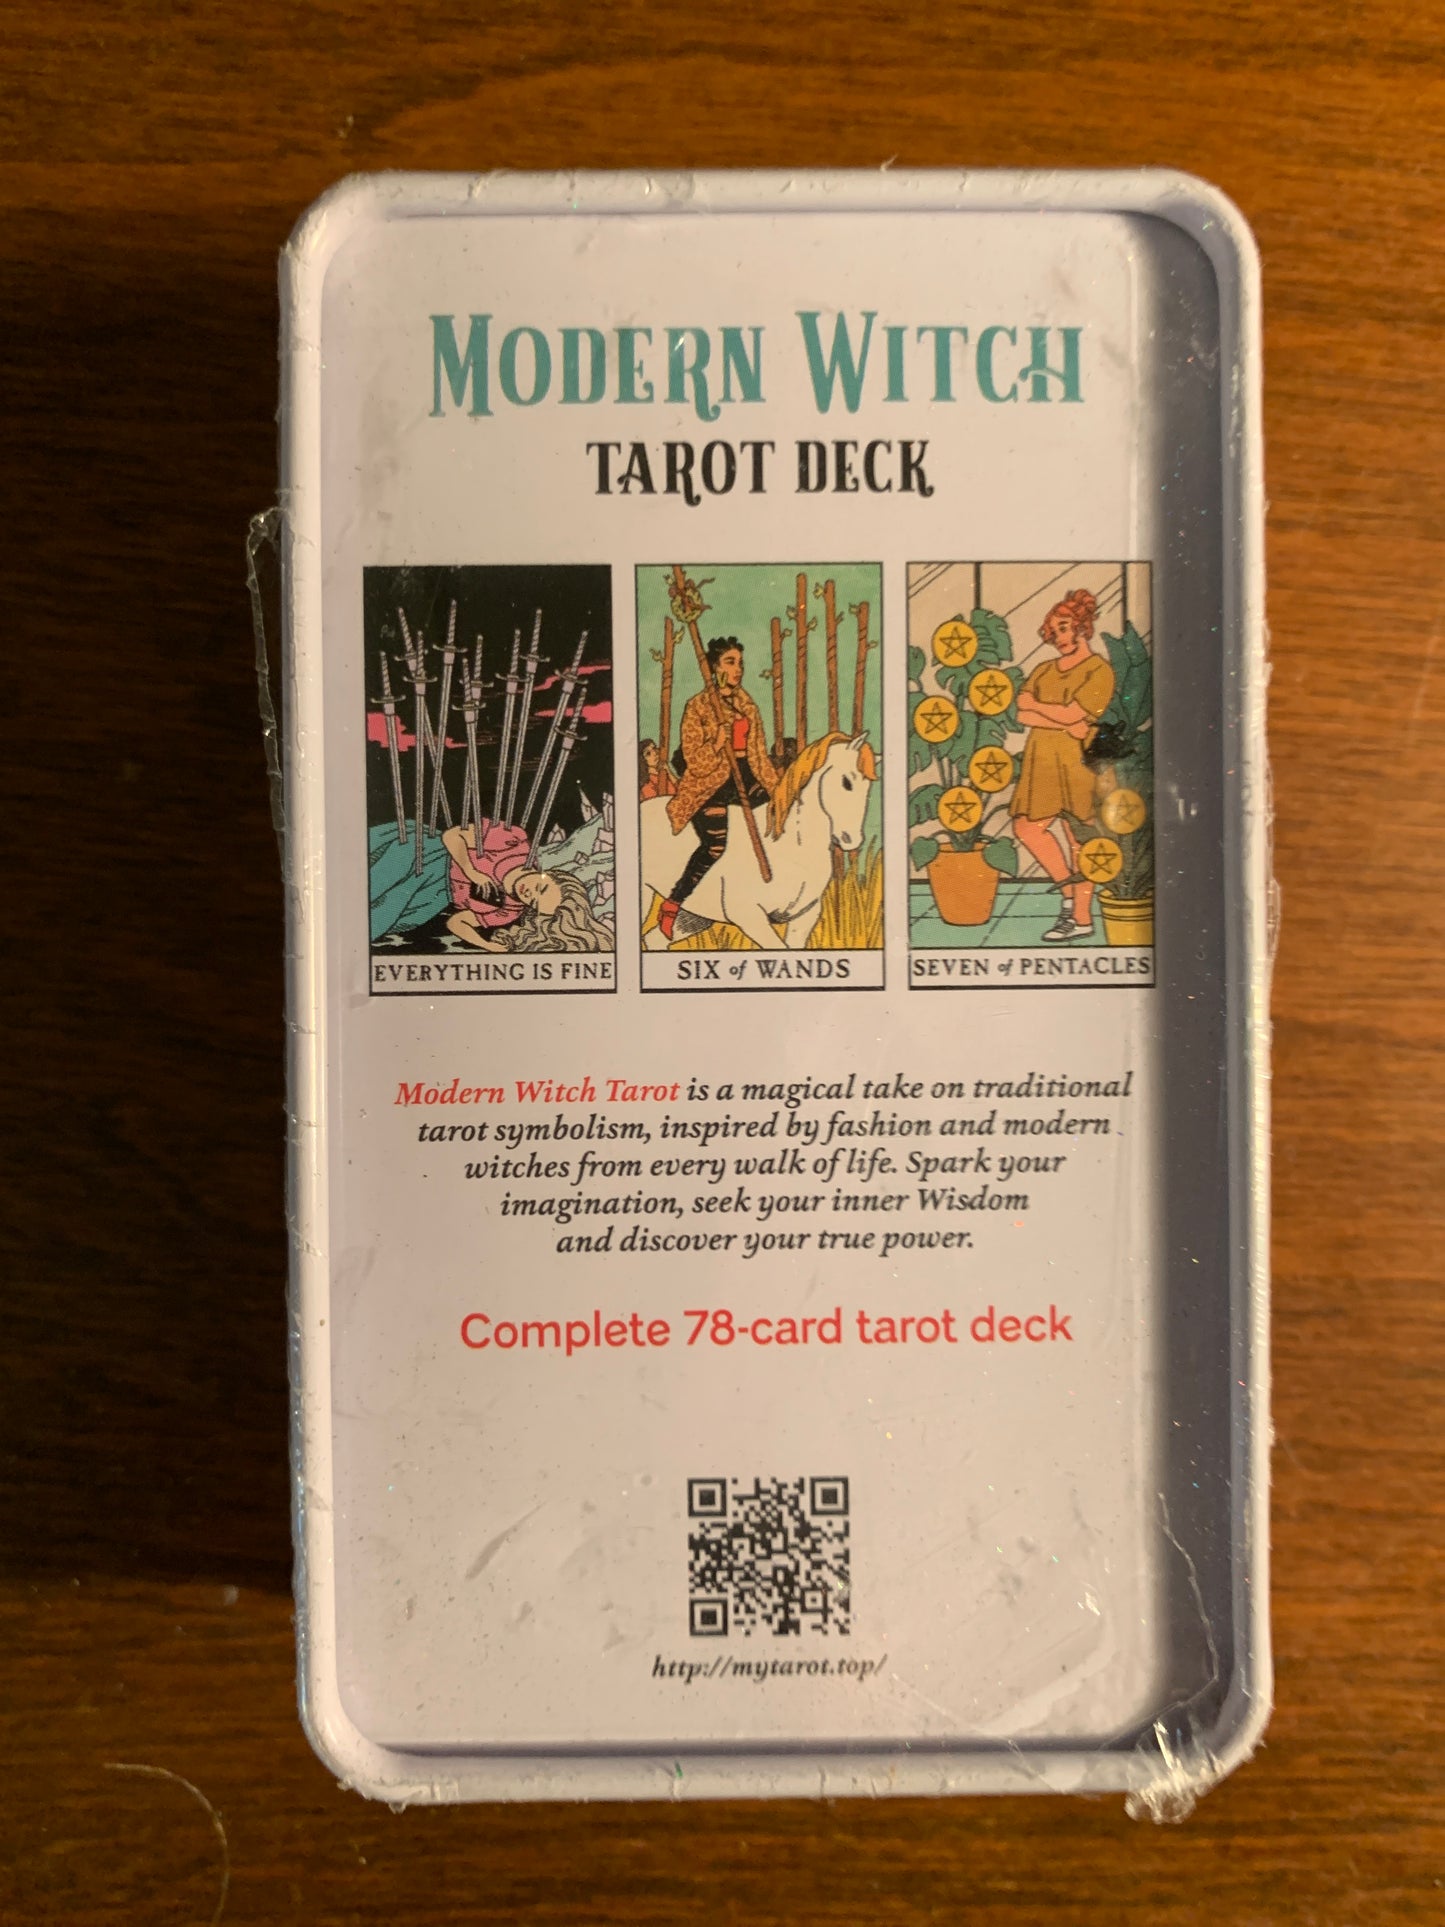 MODERN WITCH
TAROT DECK
EVERYTHING IS FINE
SIX of WANDS
SEVEN of PENTACLES
Modern Witch Tarot is a magical take on traditional
tarot symbolism, inspired by fashion and modern
witches from every walk of life. Spark your
imagination, seek your inner Wisdom
and discover your true power.
Complete 78-card tarot deck
http://mytarot.top/